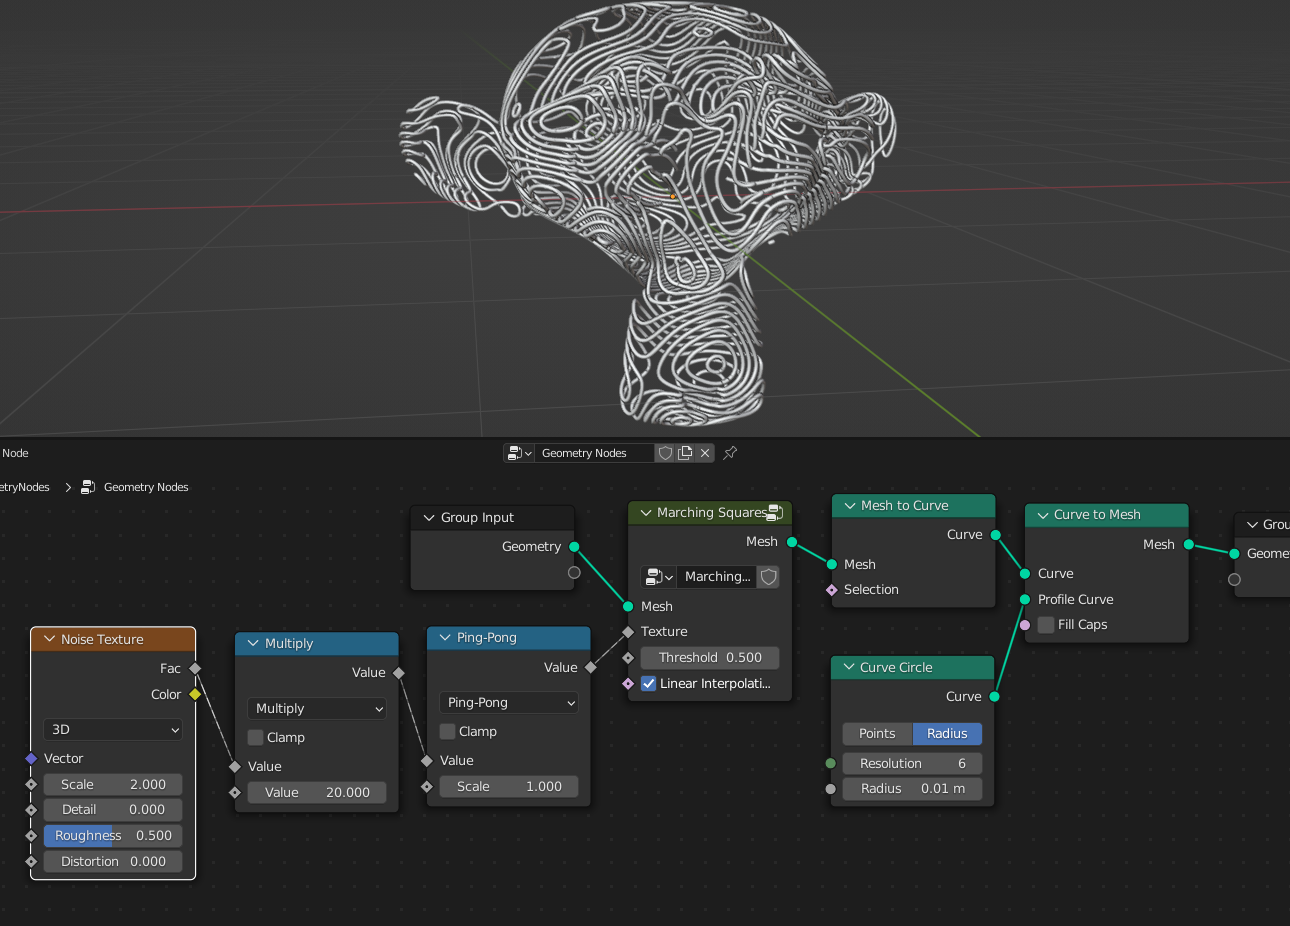 Node
Geometry Nodes
etryNodes
Geometry Nodes
Group Input
Geometry
Marching Squares
Mesh
Marching...
Mesh
Texture
Threshold 0.500
Linear Interpolati...
Mesh to Curve
Curve
Mesh
Selection
Curve to Mesh
Mesh
Curve
Profile Curve
Fill Caps
Grou
Geome
Noise Texture
Fac
Color
3D
Vector
Scale 2.000
Detail 0.000
Roughness 0.500
Distortion 0.000
Multiply
Value
Multiply
Clamp
Value
Value 20.000
Ping-Pong
Value
Ping-Pong
Clamp
Value
Scale 1.000
Curve Circle
Curve
Points Radius
Resolution 6
Radius 0.01 m